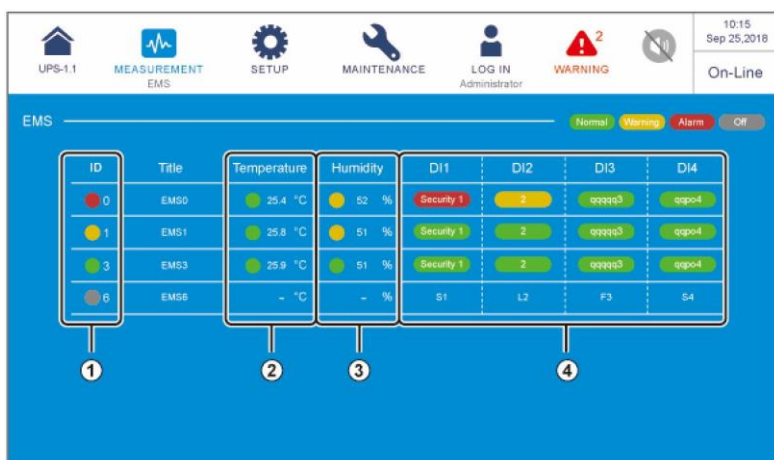 10:15
Sep 25,2018
2
UPS-1.1 MEASUREMENT SETUP MAINTENANCE LOG IN WARNING On-Line
EMS Administrator
EMS Normal Warning Alarm Off
ID Title Temperature Humidity DI1 DI2 DI3 DI4
0 EMS0 25.4 °C 52 % Security 1 2 qqqqq3 qqpo4
1 EMS1 25.8 °C 51 % Security 1 2 qqqqq3 qqpo4
3 EMS3 25.9 °C 51 % Security 1 2 qqqqq3 qqpo4
6 EMS6 ~ °C ~ % S1 L2 F3 S4
1 2 3 4